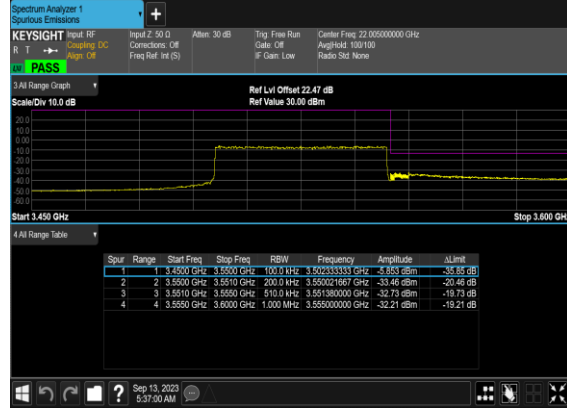 Spectrum Analyzer 1
Spurious Emissions
+
KEYSIGHT Input: RF Input Z: 50 Ω Atten: 30 dB Trig: Free Run Center Freq: 22.005000000 GHz
R T Coupling: DC Corrections: Off Gate: Off Avg|Hold: 100/100
Align: Off Freq Ref: Int (S) IF Gain: Low Radio Std: None
PASS
3 All Range Graph
Ref Lvl Offset 22.47 dB
Scale/Div 10.0 dB Ref Value 30.00 dBm
20.0
10.0
0.00
-10.0
-20.0
-30.0
-40.0
-50.0
-60.0
Start 3.450 GHz Stop 3.600 GHz
4 All Range Table
Spur Range Start Freq Stop Freq RBW Frequency Amplitude ΔLimit
1 1 3.4500 GHz 3.5500 GHz 100.0 kHz 3.502333333 GHz -5.853 dBm -35.85 dB
2 2 3.5500 GHz 3.5510 GHz 200.0 kHz 3.550021667 GHz -33.46 dBm -20.46 dB
3 3 3.5510 GHz 3.5550 GHz 510.0 kHz 3.551380000 GHz -32.73 dBm -19.73 dB
4 4 3.5550 GHz 3.6000 GHz 1.000 MHz 3.555000000 GHz -32.21 dBm -19.21 dB
? Sep 13, 2023
5:37:00 AM